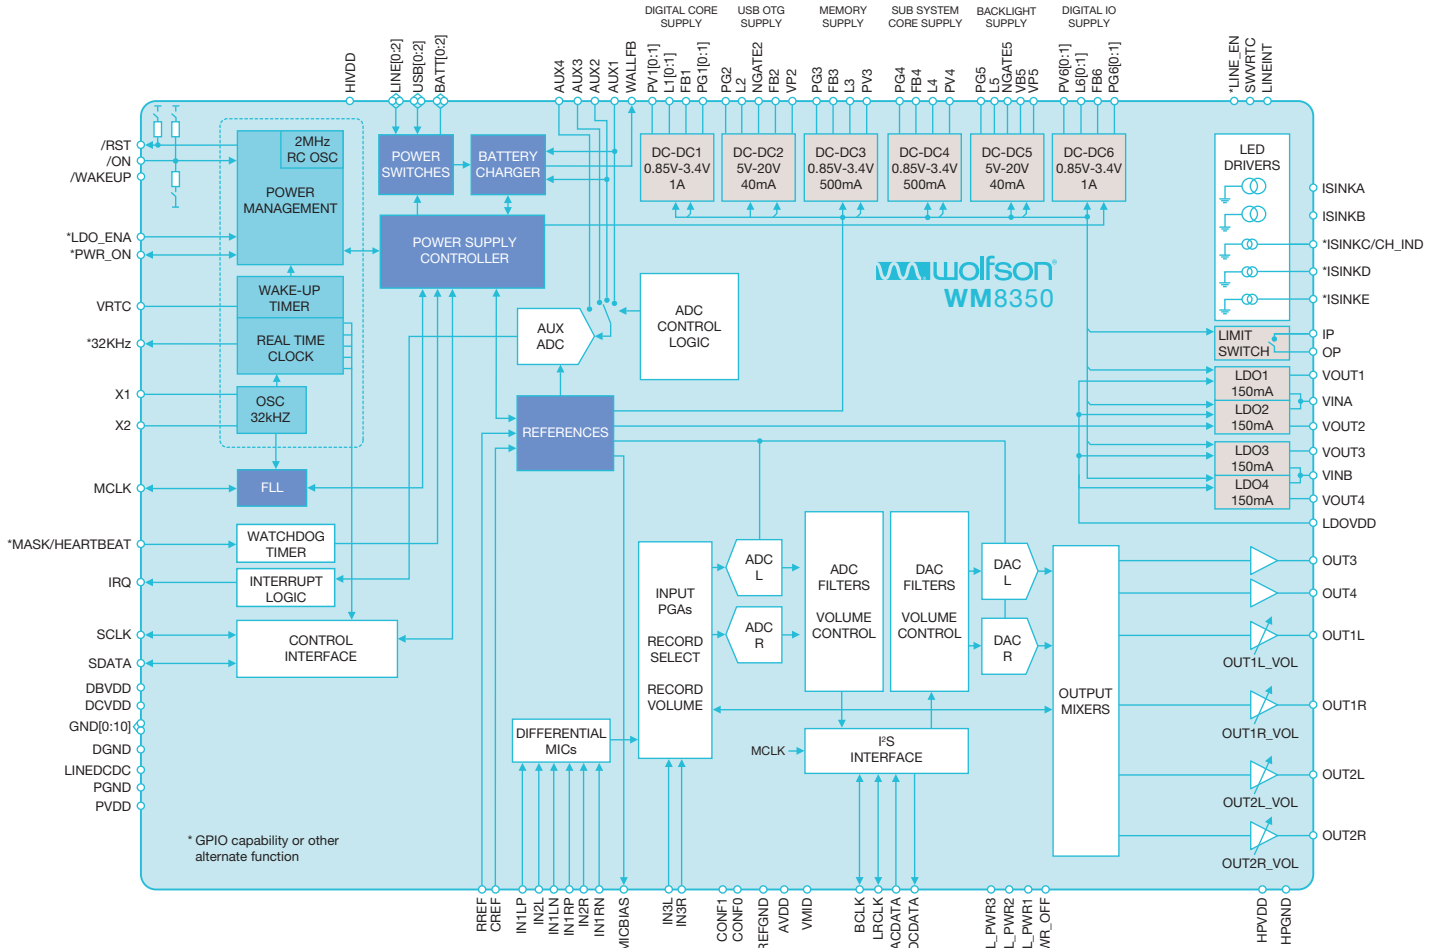 DIGITAL CORE
SUPPLY
USB OTG
SUPPLY
MEMORY
SUPPLY
SUB SYSTEM
CORE SUPPLY
BACKLIGHT
SUPPLY
DIGITAL IO
SUPPLY
HIVDD
LINE[0:2]
USB[0:2]
BATT[0:2]
AUX4
AUX3
AUX2
AUX1
WALLFB
PV1[0:1]
L1[0:1]
FB1
PG1[0:1]
PG2
L2
NGATE2
FB2
VP2
PG3
FB3
L3
PV3
PG4
FB4
L4
PV4
PG5
L5
NGATE5
VB5
VP5
PV6[0:1]
L6[0:1]
FB6
PG6[0:1]
*LINE_EN
LINEINT
/RST
/ON
/WAKEUP
*LDO_ENA
*PWR_ON
VRTC
*32KHz
X1
X2
MCLK
*MASK/HEARTBEAT
IRQ
SCLK
SDATA
DBVDD
DCVDD
GND[0:10]
DGND
LINEDCDC
PGND
PVDD
2MHz
RC OSC
POWER
MANAGEMENT
WAKE-UP
TIMER
REAL TIME
CLOCK
OSC
32kHZ
FLL
WATCHDOG
TIMER
INTERRUPT
LOGIC
CONTROL
INTERFACE
POWER
SWITCHES
BATTERY
CHARGER
POWER SUPPLY
CONTROLLER
AUX
ADC
ADC
CONTROL
LOGIC
REFERENCES
DC-DC1
0.85V-3.4V
1A
DC-DC2
5V-20V
40mA
DC-DC3
0.85V-3.4V
500mA
DC-DC4
0.85V-3.4V
500mA
DC-DC5
5V-20V
40mA
DC-DC6
0.85V-3.4V
1A
wolfson®
WM8350
LED
DRIVERS
LIMIT
SWITCH
LDO1
150mA
LDO2
150mA
LDO3
150mA
LDO4
150mA
ISINKA
ISINKB
*ISINKC/CH_IND
*ISINKD
*ISINKE
IP
OP
VOUT1
VINA
VOUT2
VOUT3
VINB
VOUT4
LDOVDD
OUT3
OUT4
OUT1L
OUT1R
OUT2L
OUT2R
DIFFERENTIAL
MICs
INPUT
PGAs
RECORD
SELECT
RECORD
VOLUME
ADC
L
ADC
R
ADC
FILTERS
VOLUME
CONTROL
DAC
FILTERS
VOLUME
CONTROL
DAC
L
DAC
R
MCLK
I²S
INTERFACE
OUTPUT
MIXERS
OUT1L_VOL
OUT1R_VOL
OUT2L_VOL
OUT2R_VOL
* GPIO capability or other
alternate function
RREF
CREF
IN1LP
IN2L
IN1LN
IN1RP
IN2R
IN1RN
MICBIAS
IN3L
IN3R
CONF1
CONF0
REFGND
AVDD
VMID
BCLK
LRCLK
HPVDD
HPGND